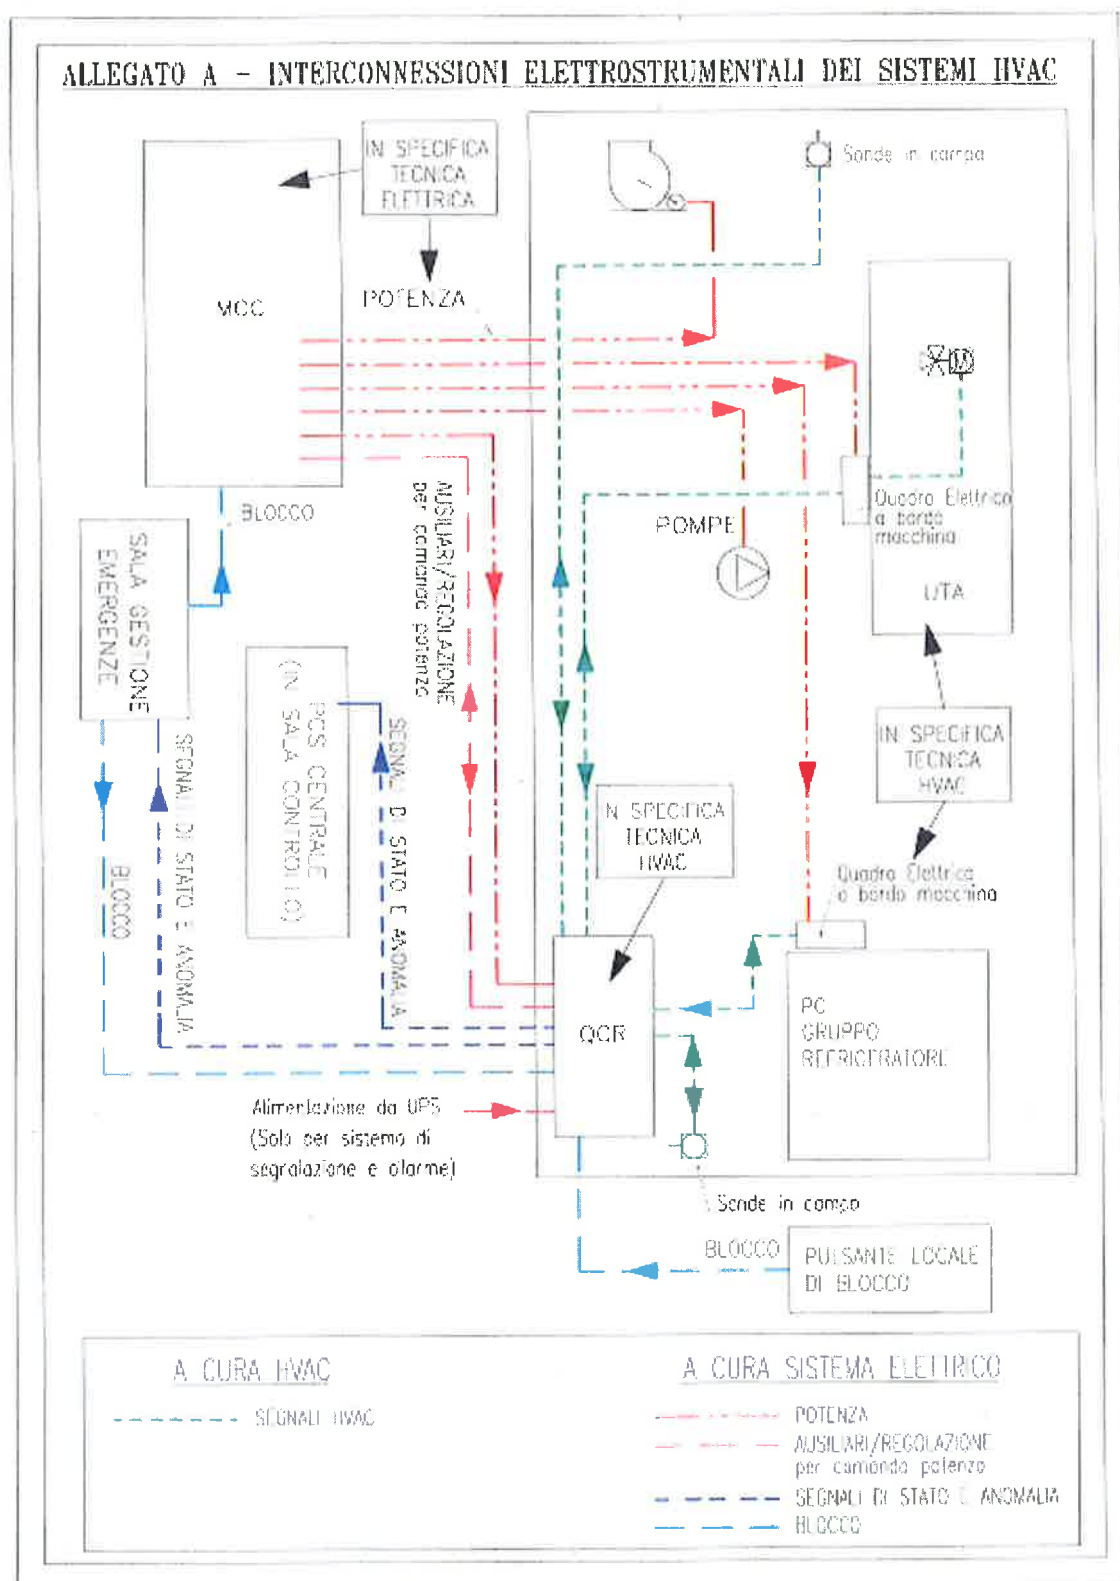 ALLEGATO A - INTERCONNESSIONI ELETTROSTRUMENTALI DEI SISTEMI HVAC
IN SPECIFICA
TECNICA
ELETTRICA
Sonde in campo
MCC
POTENZA
BLOCCO
AUSILIARI/REGOLAZIONE
per comando potenza
POMPE
Quadro Elettrico
a bordo
macchina
UTA
SALA GESTIONE
EMERGENZE
PCS CENTRALE
(IN SALA CONTROLLO)
SEGNALI DI STATO E ANOMALIA
SEGNALI DI STATO E ANOMALIA
BLOCCO
IN SPECIFICA
TECNICA
HVAC
IN SPECIFICA
TECNICA
HVAC
Quadro Elettrico
a bordo macchina
QCR
PC
GRUPPO
REFRIGERATORE
Alimentazione da UPS
(Solo per sistema di
segnalazione e allarme)
Sonde in campo
BLOCCO
PULSANTE LOCALE
DI BLOCCO
A CURA HVAC
SEGNALI HVAC
A CURA SISTEMA ELETTRICO
POTENZA
AUSILIARI/REGOLAZIONE
per comando potenza
SEGNALI DI STATO E ANOMALIA
BLOCCO